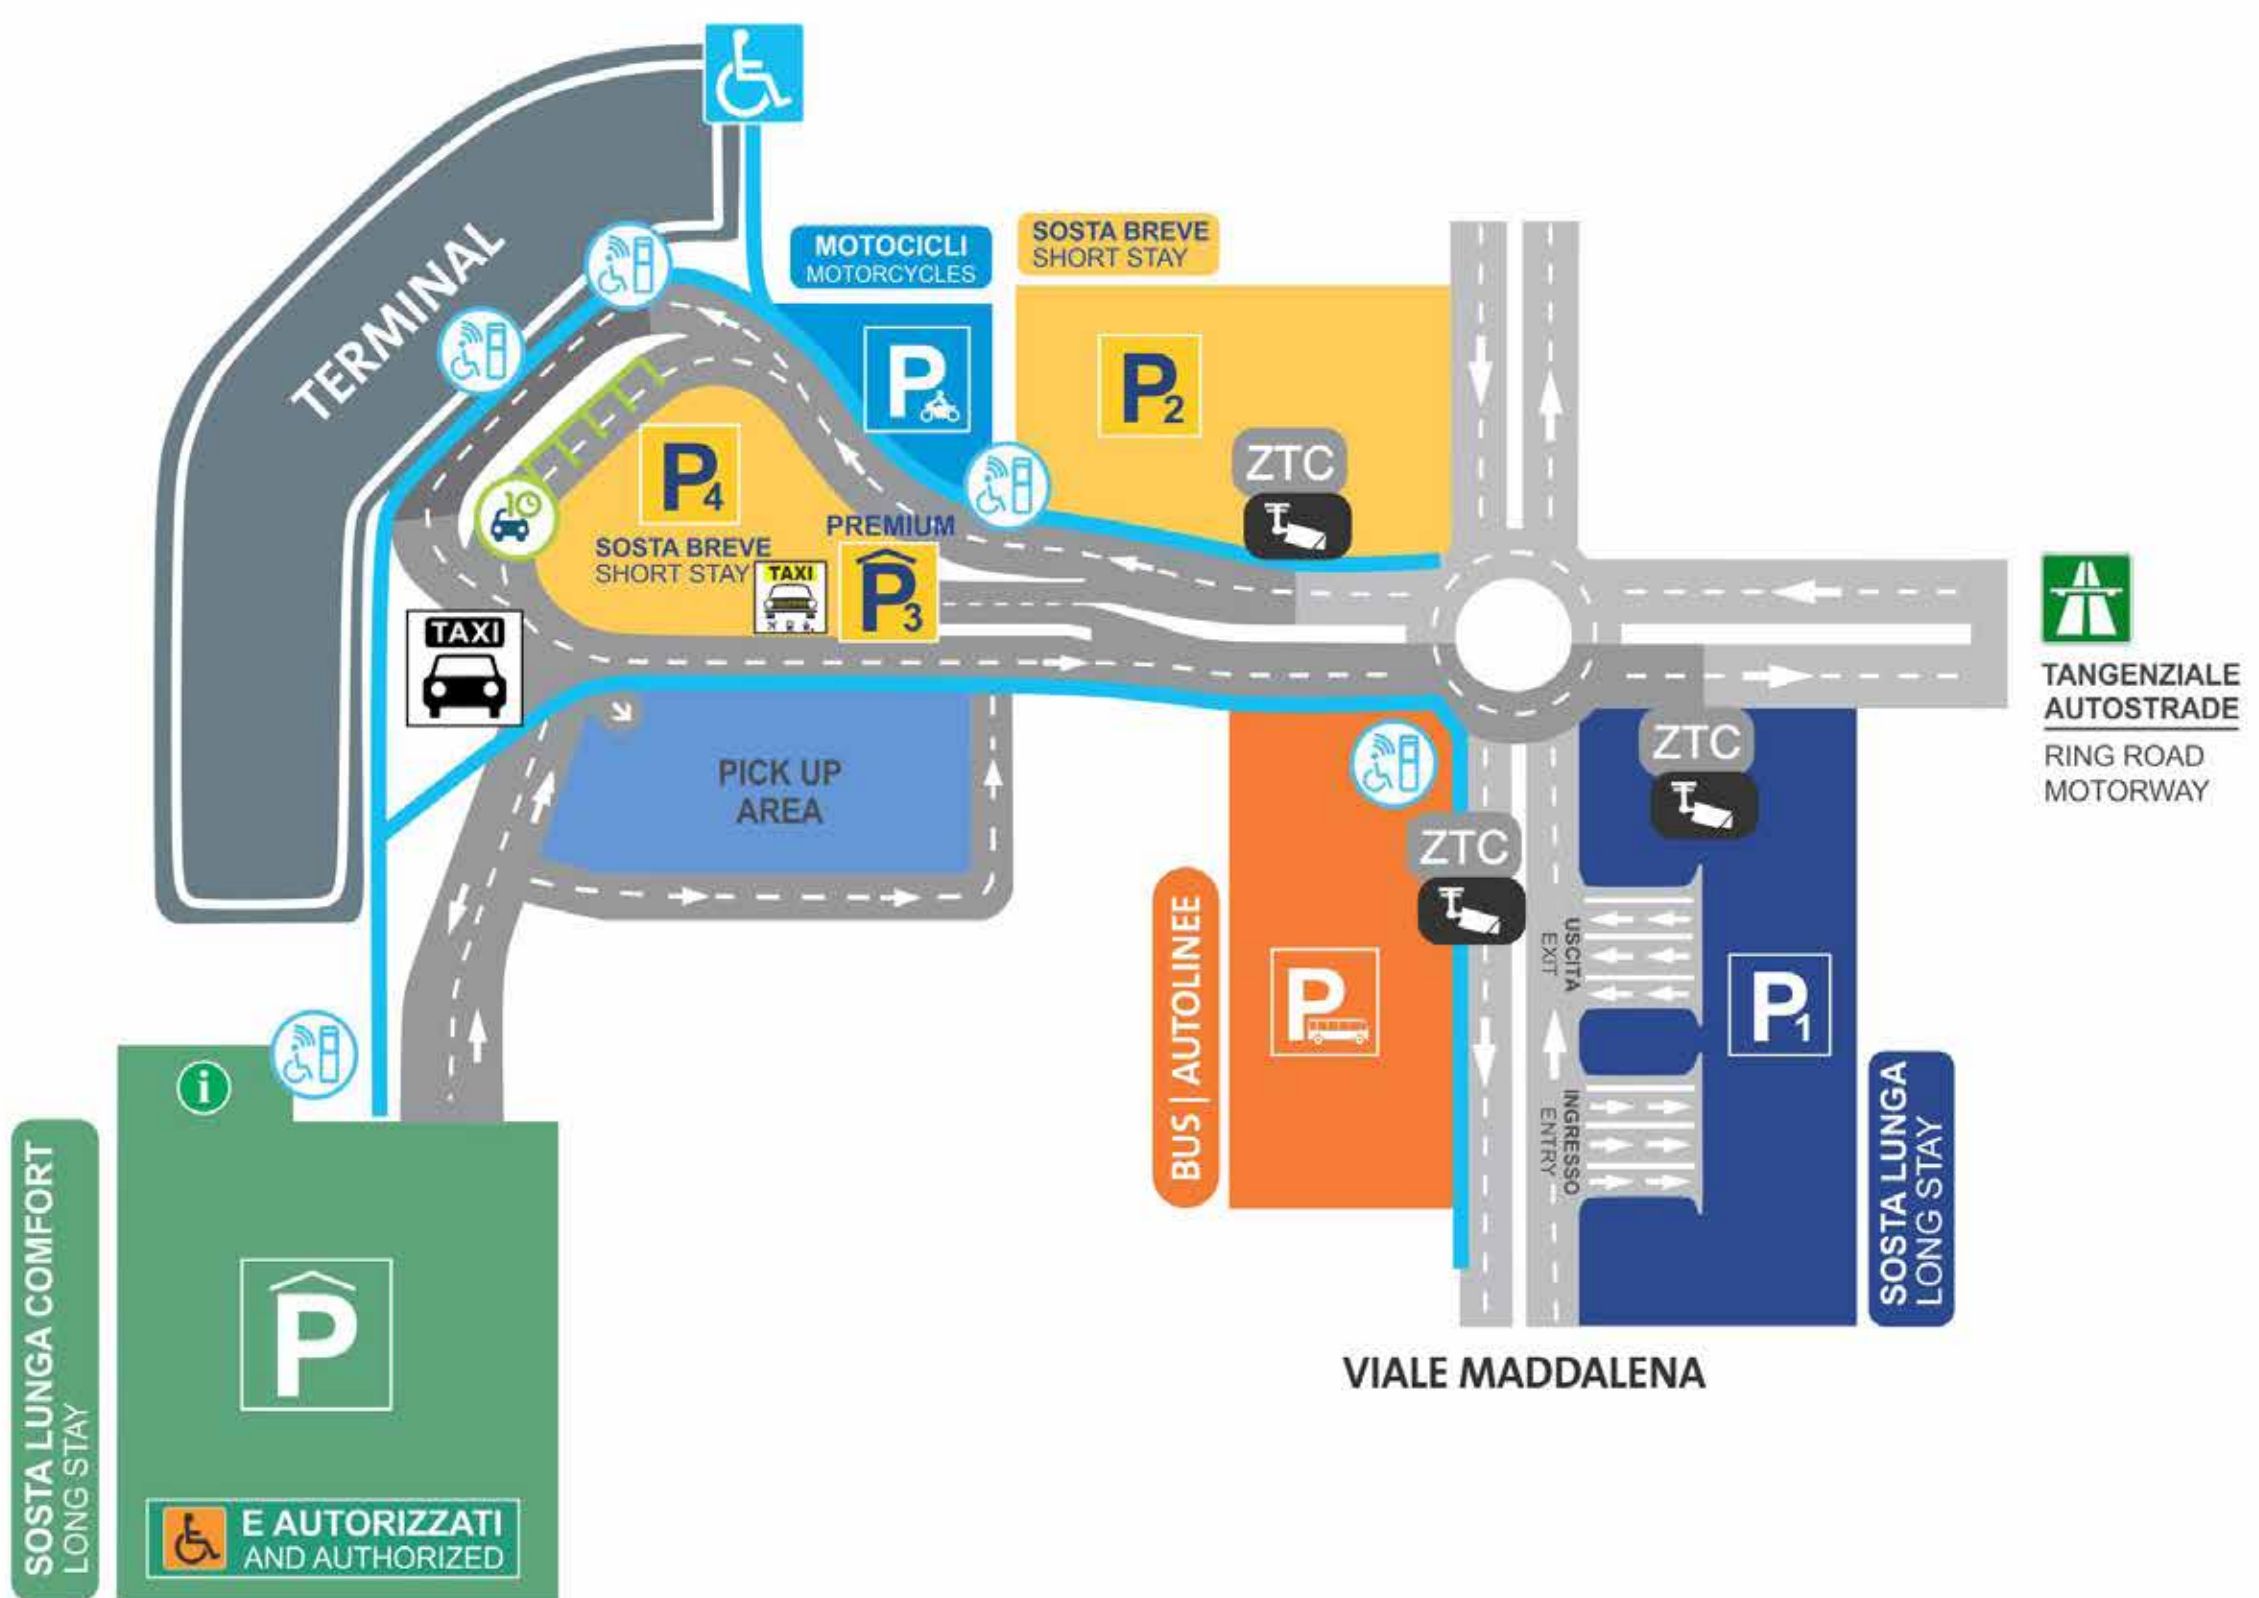 TERMINAL
MOTOCICLI
MOTORCYCLES
SOSTA BREVE
SHORT STAY
P
P2
ZTC
P4
SOSTA BREVE
SHORT STAY
10
PREMIUM
P3
TAXI
TAXI
PICK UP
AREA
TANGENZIALE
AUTOSTRADE
RING ROAD
MOTORWAY
ZTC
ZTC
BUS | AUTOLINEE
P
USCITA
EXIT
INGRESSO
ENTRY
P1
SOSTA LUNGA
LONG STAY
VIALE MADDALENA
i
SOSTA LUNGA COMFORT
LONG STAY
P
E AUTORIZZATI
AND AUTHORIZED